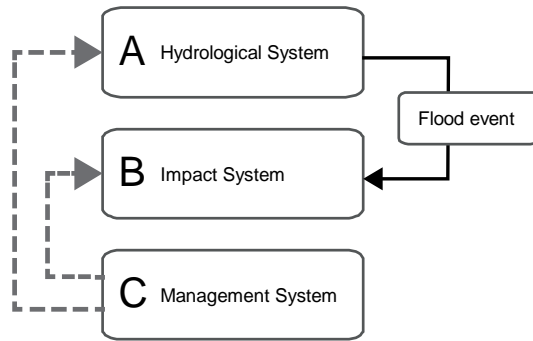 A Hydrological System
Flood event
B Impact System
C Management System